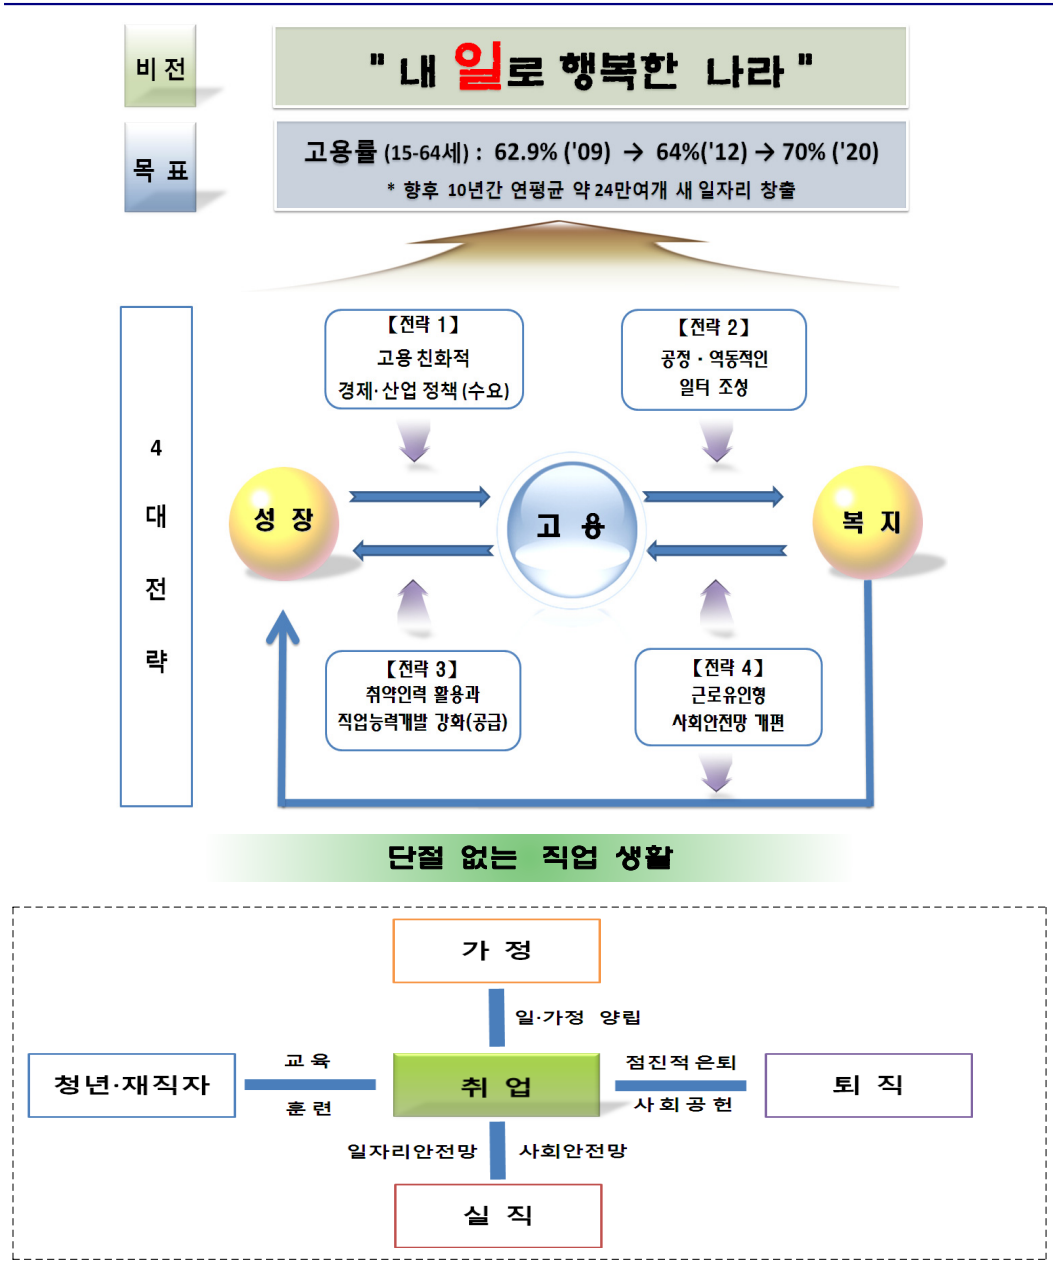 비 전
" 내 일로 행복한 나라 "
목 표
고용률 (15-64세) : 62.9% ('09) → 64%('12) → 70% ('20)
* 향후 10년간 연평균 약 24만여개 새 일자리 창출
4
대
전
략
【전략 1】
고용 친화적
경제·산업 정책 (수요)
【전략 2】
공정·역동적인
일터 조성
성 장
고 용
복 지
【전략 3】
취약인력 활용과
직업능력개발 강화(공급)
【전략 4】
근로유인형
사회안전망 개편
단절 없는 직업 생활
가 정
일·가정 양립
청년·재직자
교 육
훈 련
취 업
점진적 은퇴
사 회 공 헌
퇴 직
일자리안전망
사회안전망
실 직